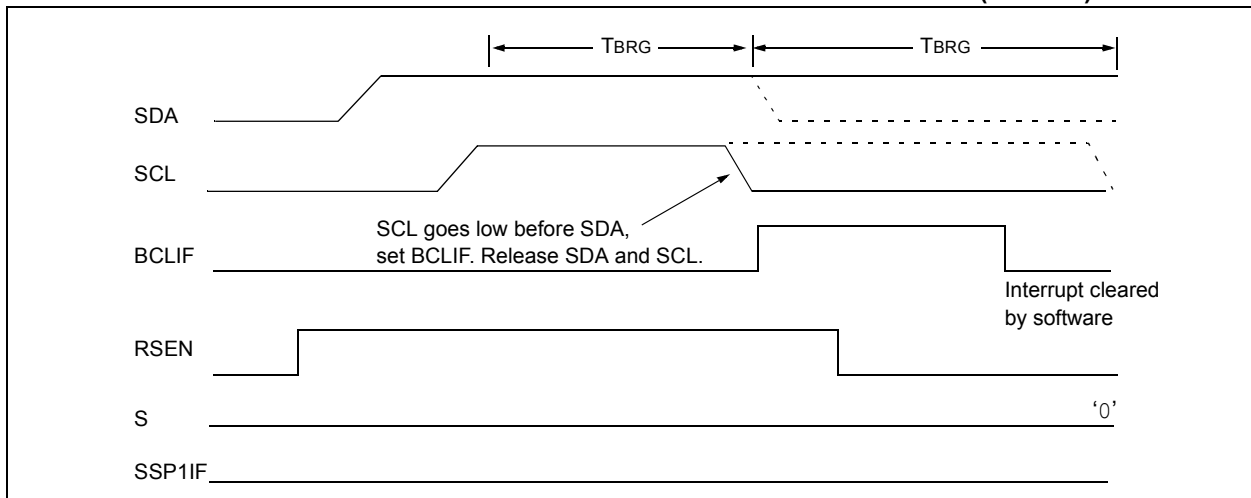 TBRG
TBRG
SDA
SCL
SCL goes low before SDA,
set BCLIF. Release SDA and SCL.
BCLIF
Interrupt cleared
by software
RSEN
S
‘0’
SSP1IF